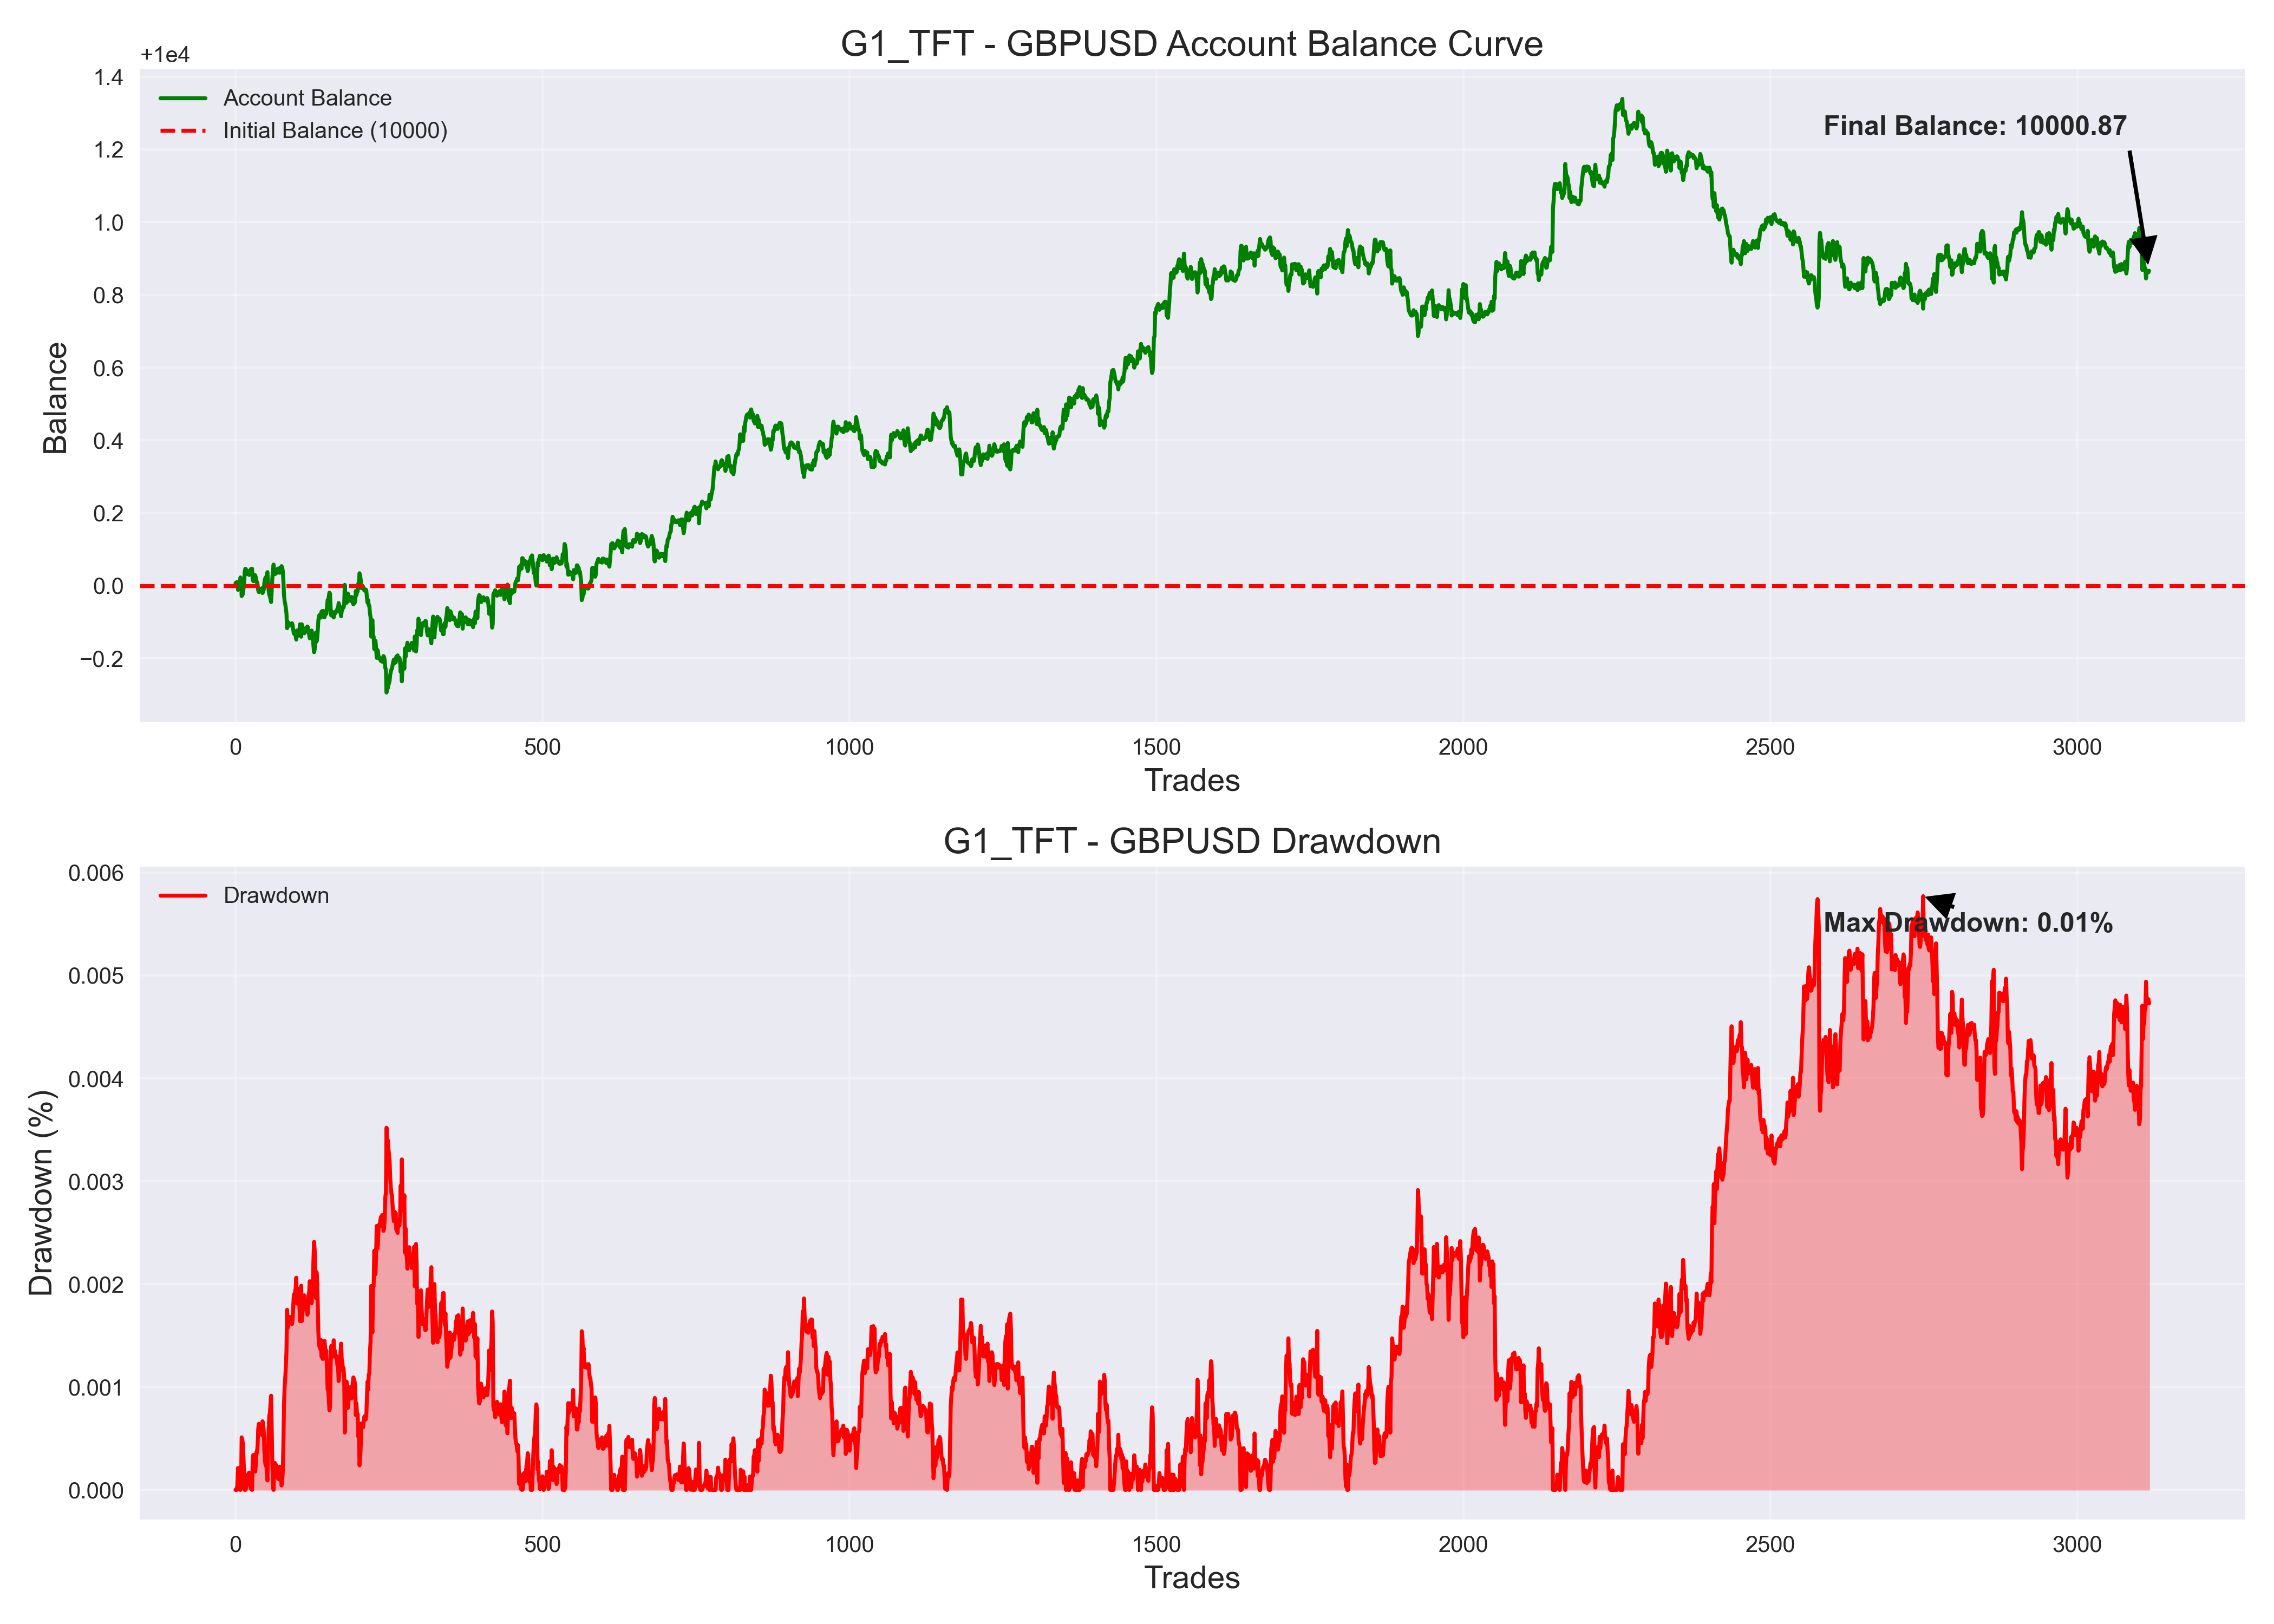 G1_TFT - GBPUSD Account Balance Curve
+1e4
1.4
1.2
1.0
0.8
0.6
0.4
0.2
0.0
−0.2
Balance
Account Balance
Initial Balance (10000)
Final Balance: 10000.87
0 500 1000 1500 2000 2500 3000
Trades
G1_TFT - GBPUSD Drawdown
0.006
0.005
0.004
0.003
0.002
0.001
0.000
Drawdown (%)
Drawdown
Max Drawdown: 0.01%
0 500 1000 1500 2000 2500 3000
Trades